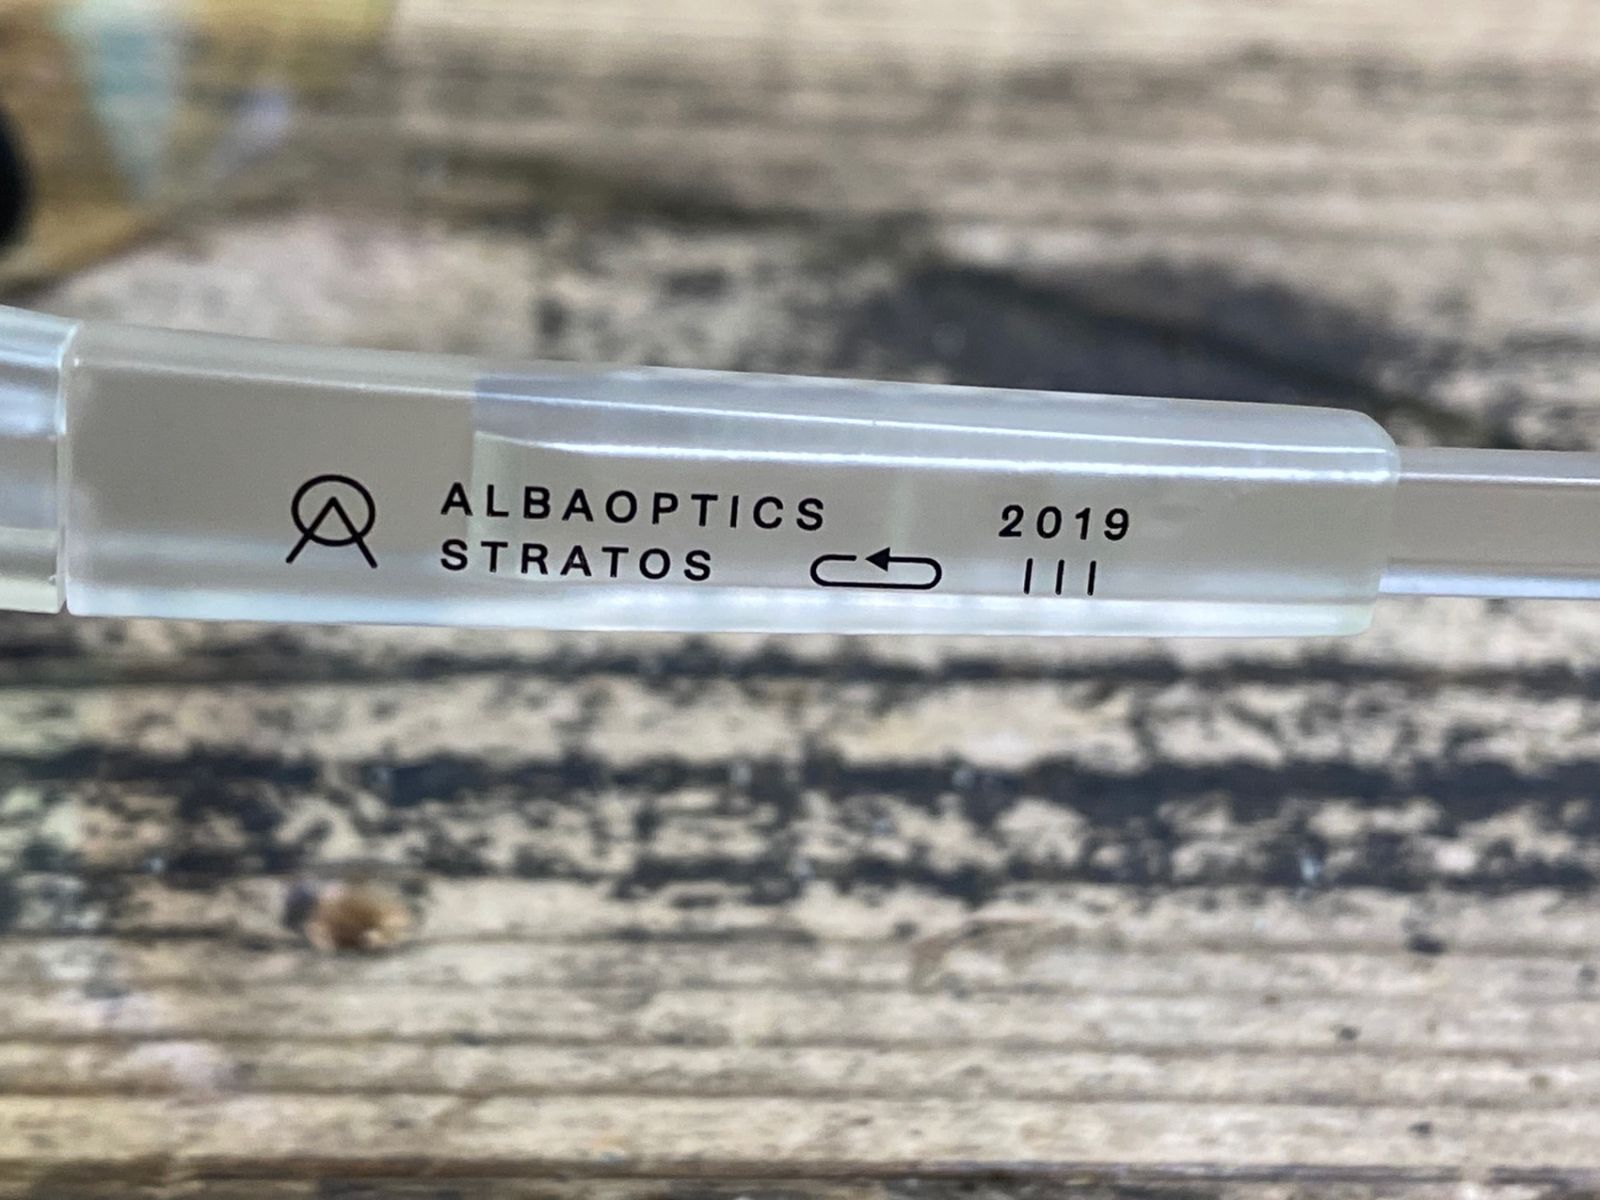 ALBAOPTICS
STRATOS
2019
III